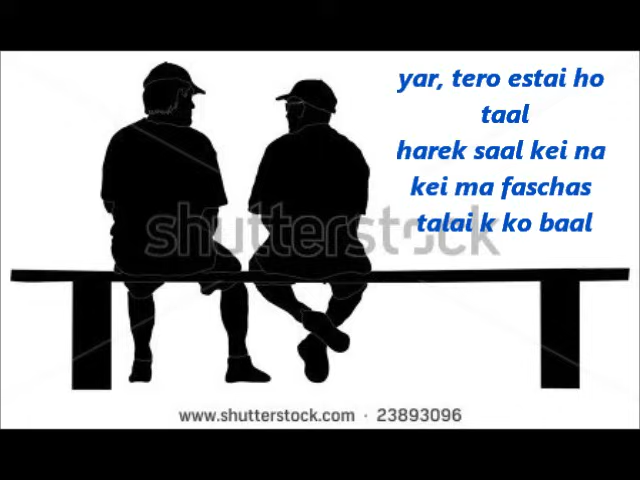 yar, tero estai ho
taal
harek saal kei na
kei ma faschas
talai k ko baal
shutterstock
www.shutterstock.com · 23893096